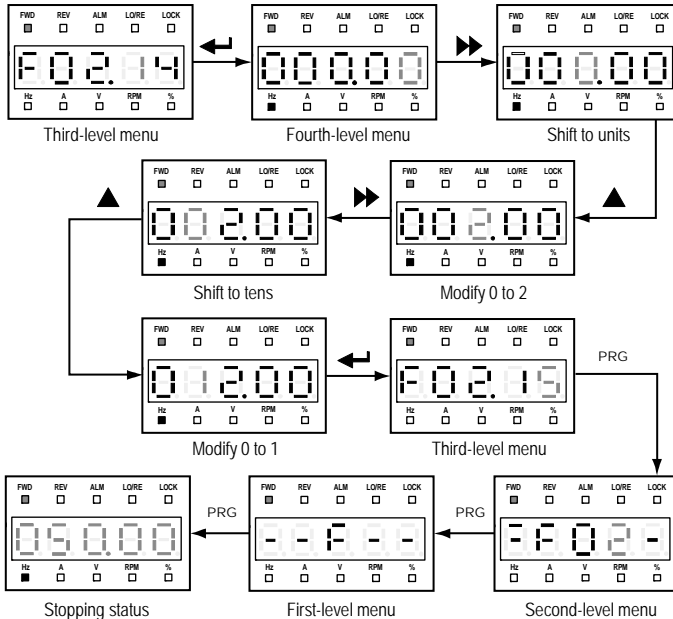 FWD REV ALM LO/RE LOCK
F02.14
Hz A V RPM %
Third-level menu
FWD REV ALM LO/RE LOCK
000.00
Hz A V RPM %
Fourth-level menu
FWD REV ALM LO/RE LOCK
000.00
Hz A V RPM %
Shift to units
FWD REV ALM LO/RE LOCK
002.00
Hz A V RPM %
Shift to tens
FWD REV ALM LO/RE LOCK
002.00
Hz A V RPM %
Modify 0 to 2
FWD REV ALM LO/RE LOCK
012.00
Hz A V RPM %
Modify 0 to 1
FWD REV ALM LO/RE LOCK
F02.15
Hz A V RPM %
Third-level menu
PRG
FWD REV ALM LO/RE LOCK
050.00
Hz A V RPM %
Stopping status
PRG
FWD REV ALM LO/RE LOCK
--F--
Hz A V RPM %
First-level menu
PRG
FWD REV ALM LO/RE LOCK
-F02-
Hz A V RPM %
Second-level menu